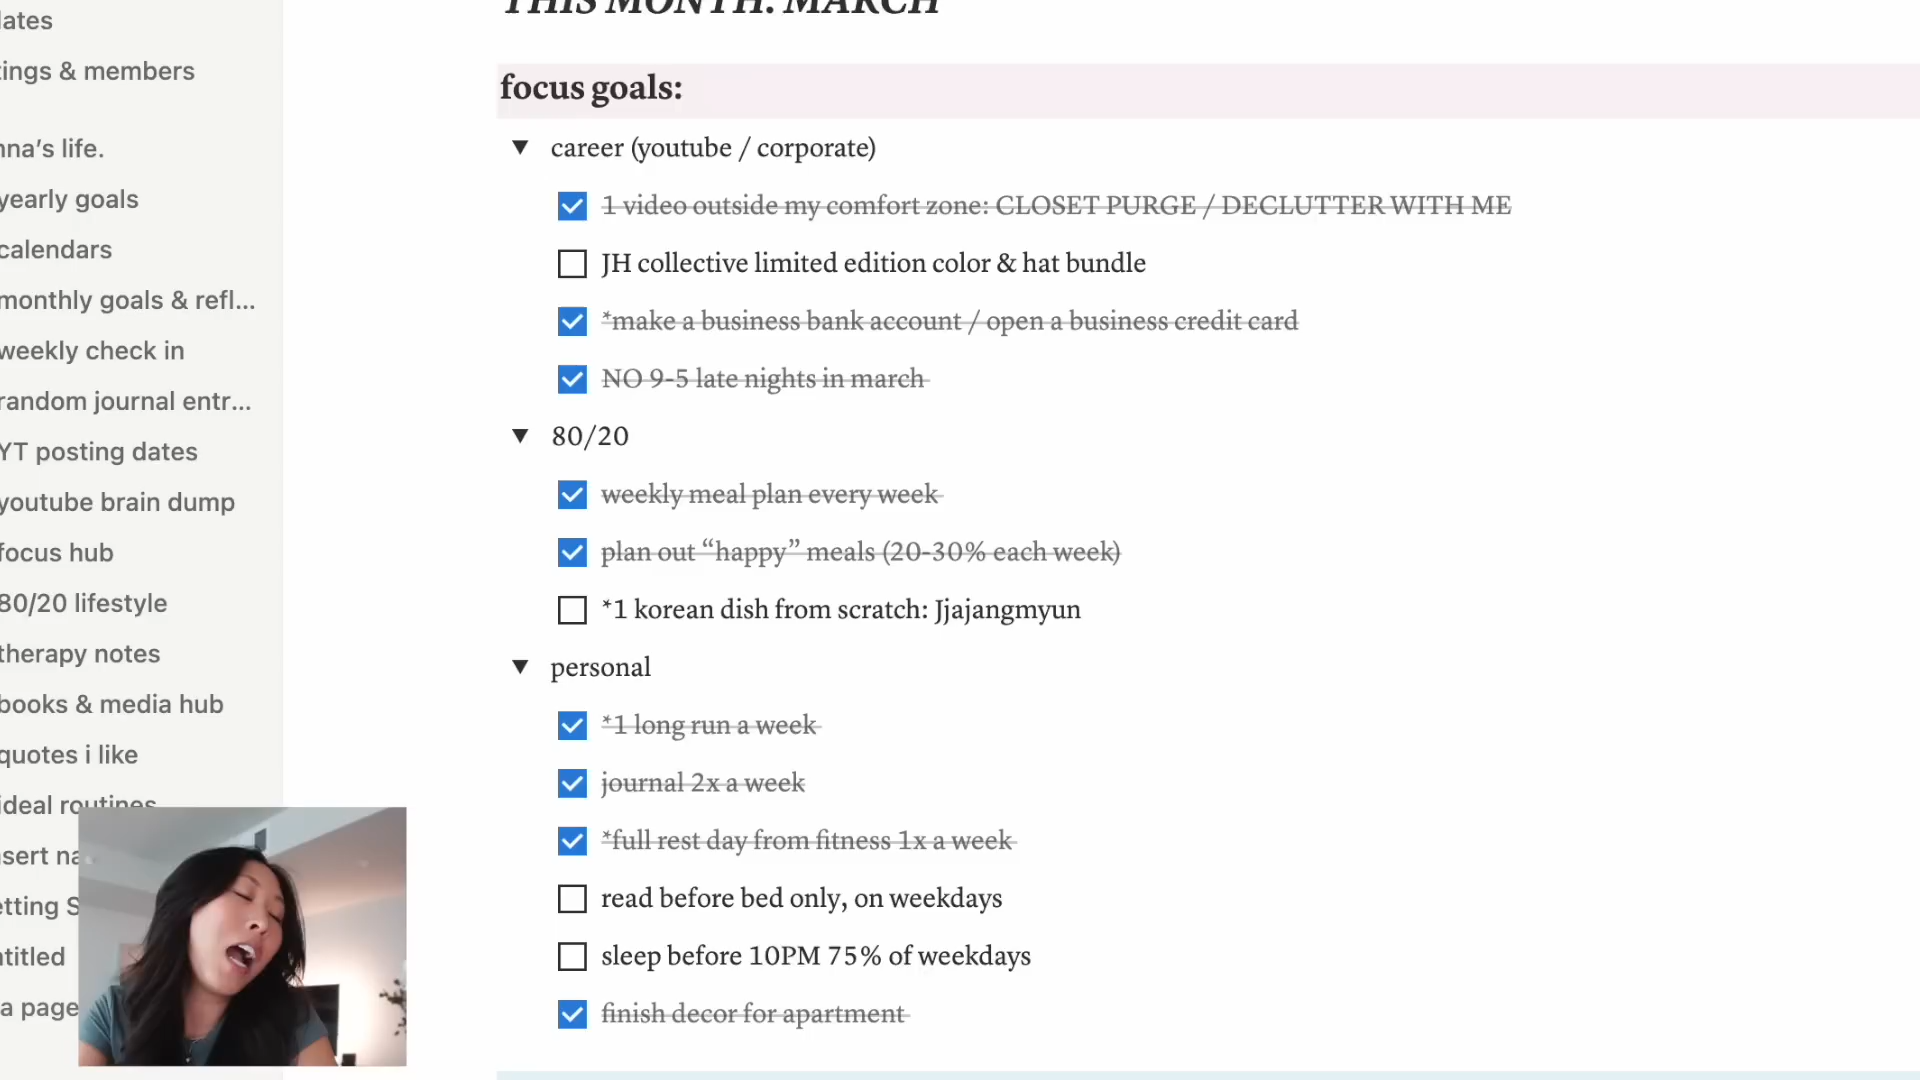 THIS MONTH: MARCH
focus goals:
career (youtube / corporate)
1 video outside my comfort zone: CLOSET PURGE / DECLUTTER WITH ME
JH collective limited edition color & hat bundle
*make a business bank account / open a business credit card
NO 9-5 late nights in march
80/20
weekly meal plan every week
plan out “happy” meals (20-30% each week)
*1 korean dish from scratch: Jjajangmyun
personal
*1 long run a week
journal 2x a week
*full rest day from fitness 1x a week
read before bed only, on weekdays
sleep before 10PM 75% of weekdays
finish decor for apartment
lates
tings & members
nna’s life.
yearly goals
calendars
monthly goals & refl...
weekly check in
random journal entr...
YT posting dates
youtube brain dump
focus hub
80/20 lifestyle
therapy notes
books & media hub
quotes i like
ideal routines
sert na
etting S
ntitled
a page